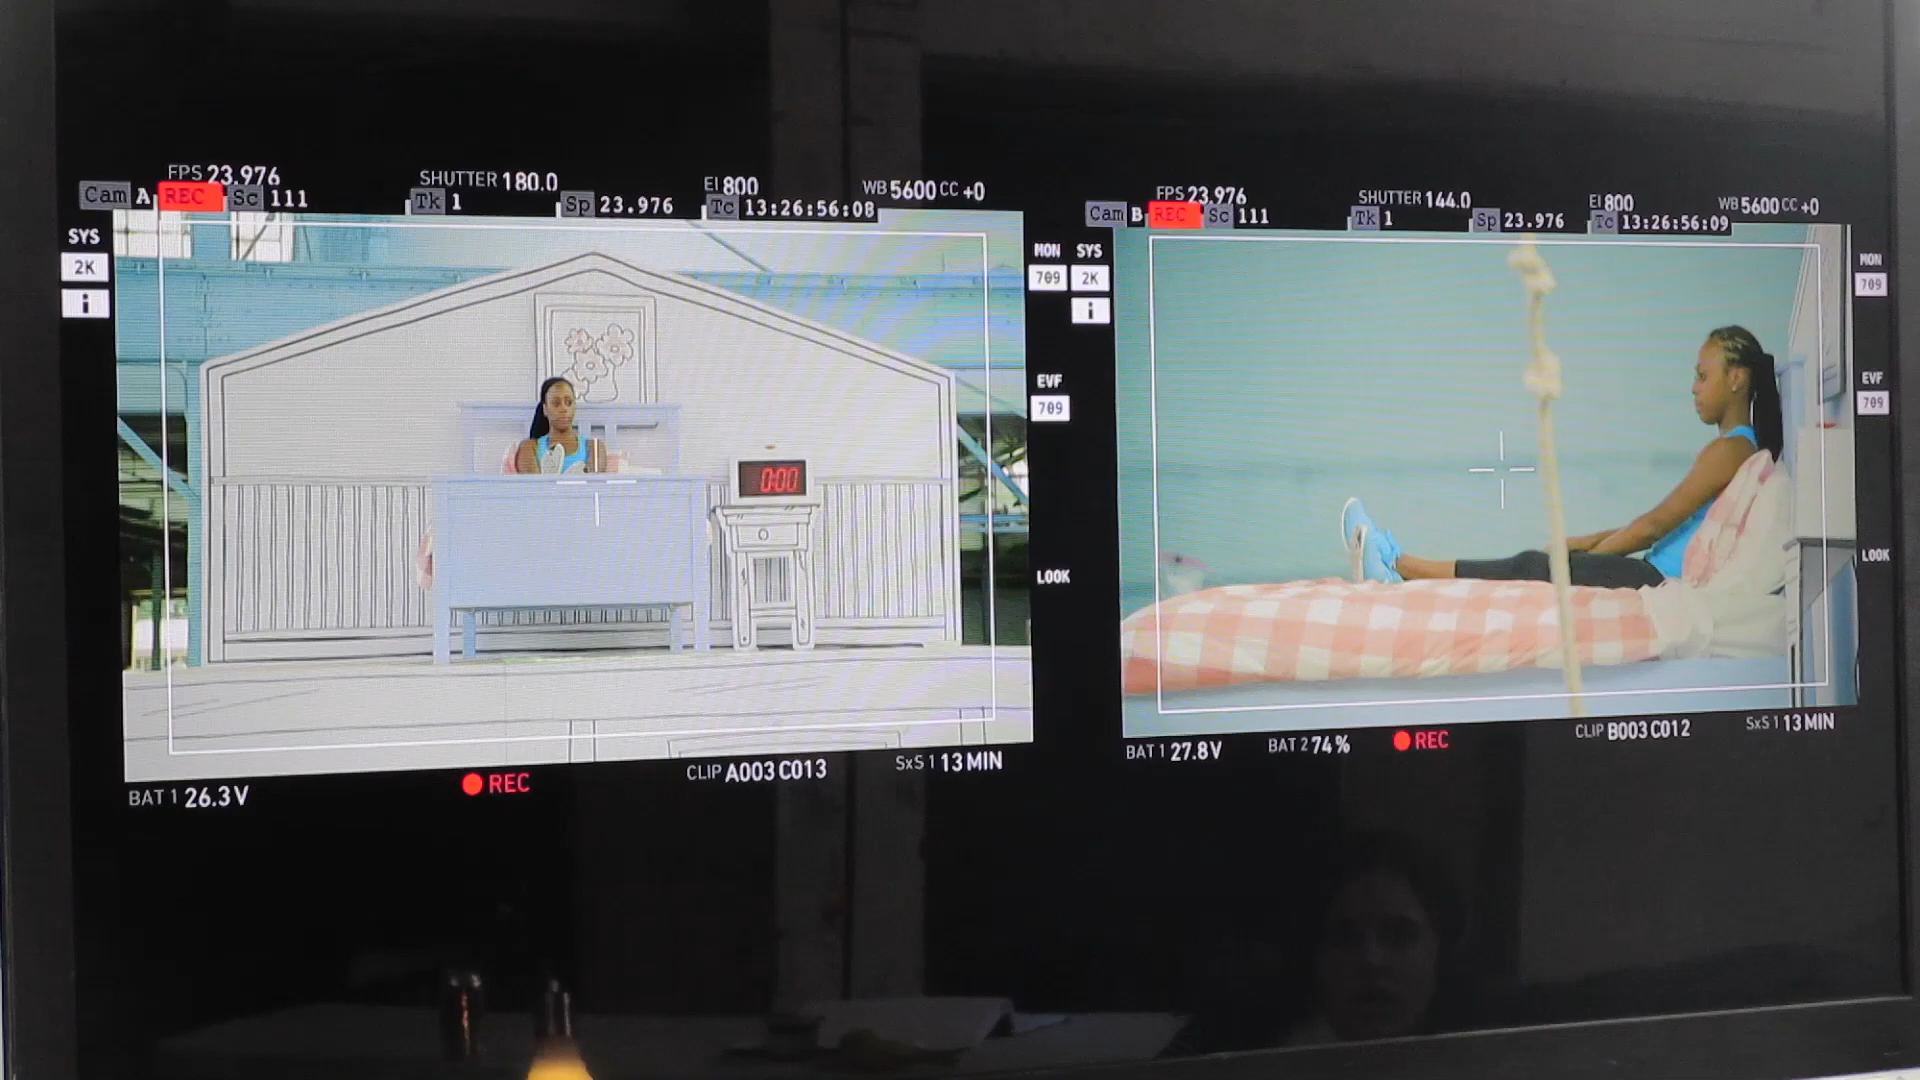 FPS 23.976 SHUTTER 180.0 EI 800 WB 5600 CC +0
Cam A REC Sc 111 Tk 1 Sp 23.976 Tc 13:26:56:08
SYS
2K
i
MON
709
EVF
709
LOOK
0:00
BAT 1 26.3 V REC CLIP A003 C013 SxS 1 13 MIN
FPS 23.976 SHUTTER 144.0 EI 800 WB 5600 CC +0
Cam B REC Sc 111 Tk 1 Sp 23.976 Tc 13:26:56:09
SYS
2K
i
MON
709
EVF
709
LOOK
BAT 1 27.8 V BAT 2 74 % REC CLIP B003 C012 SxS 1 13 MIN